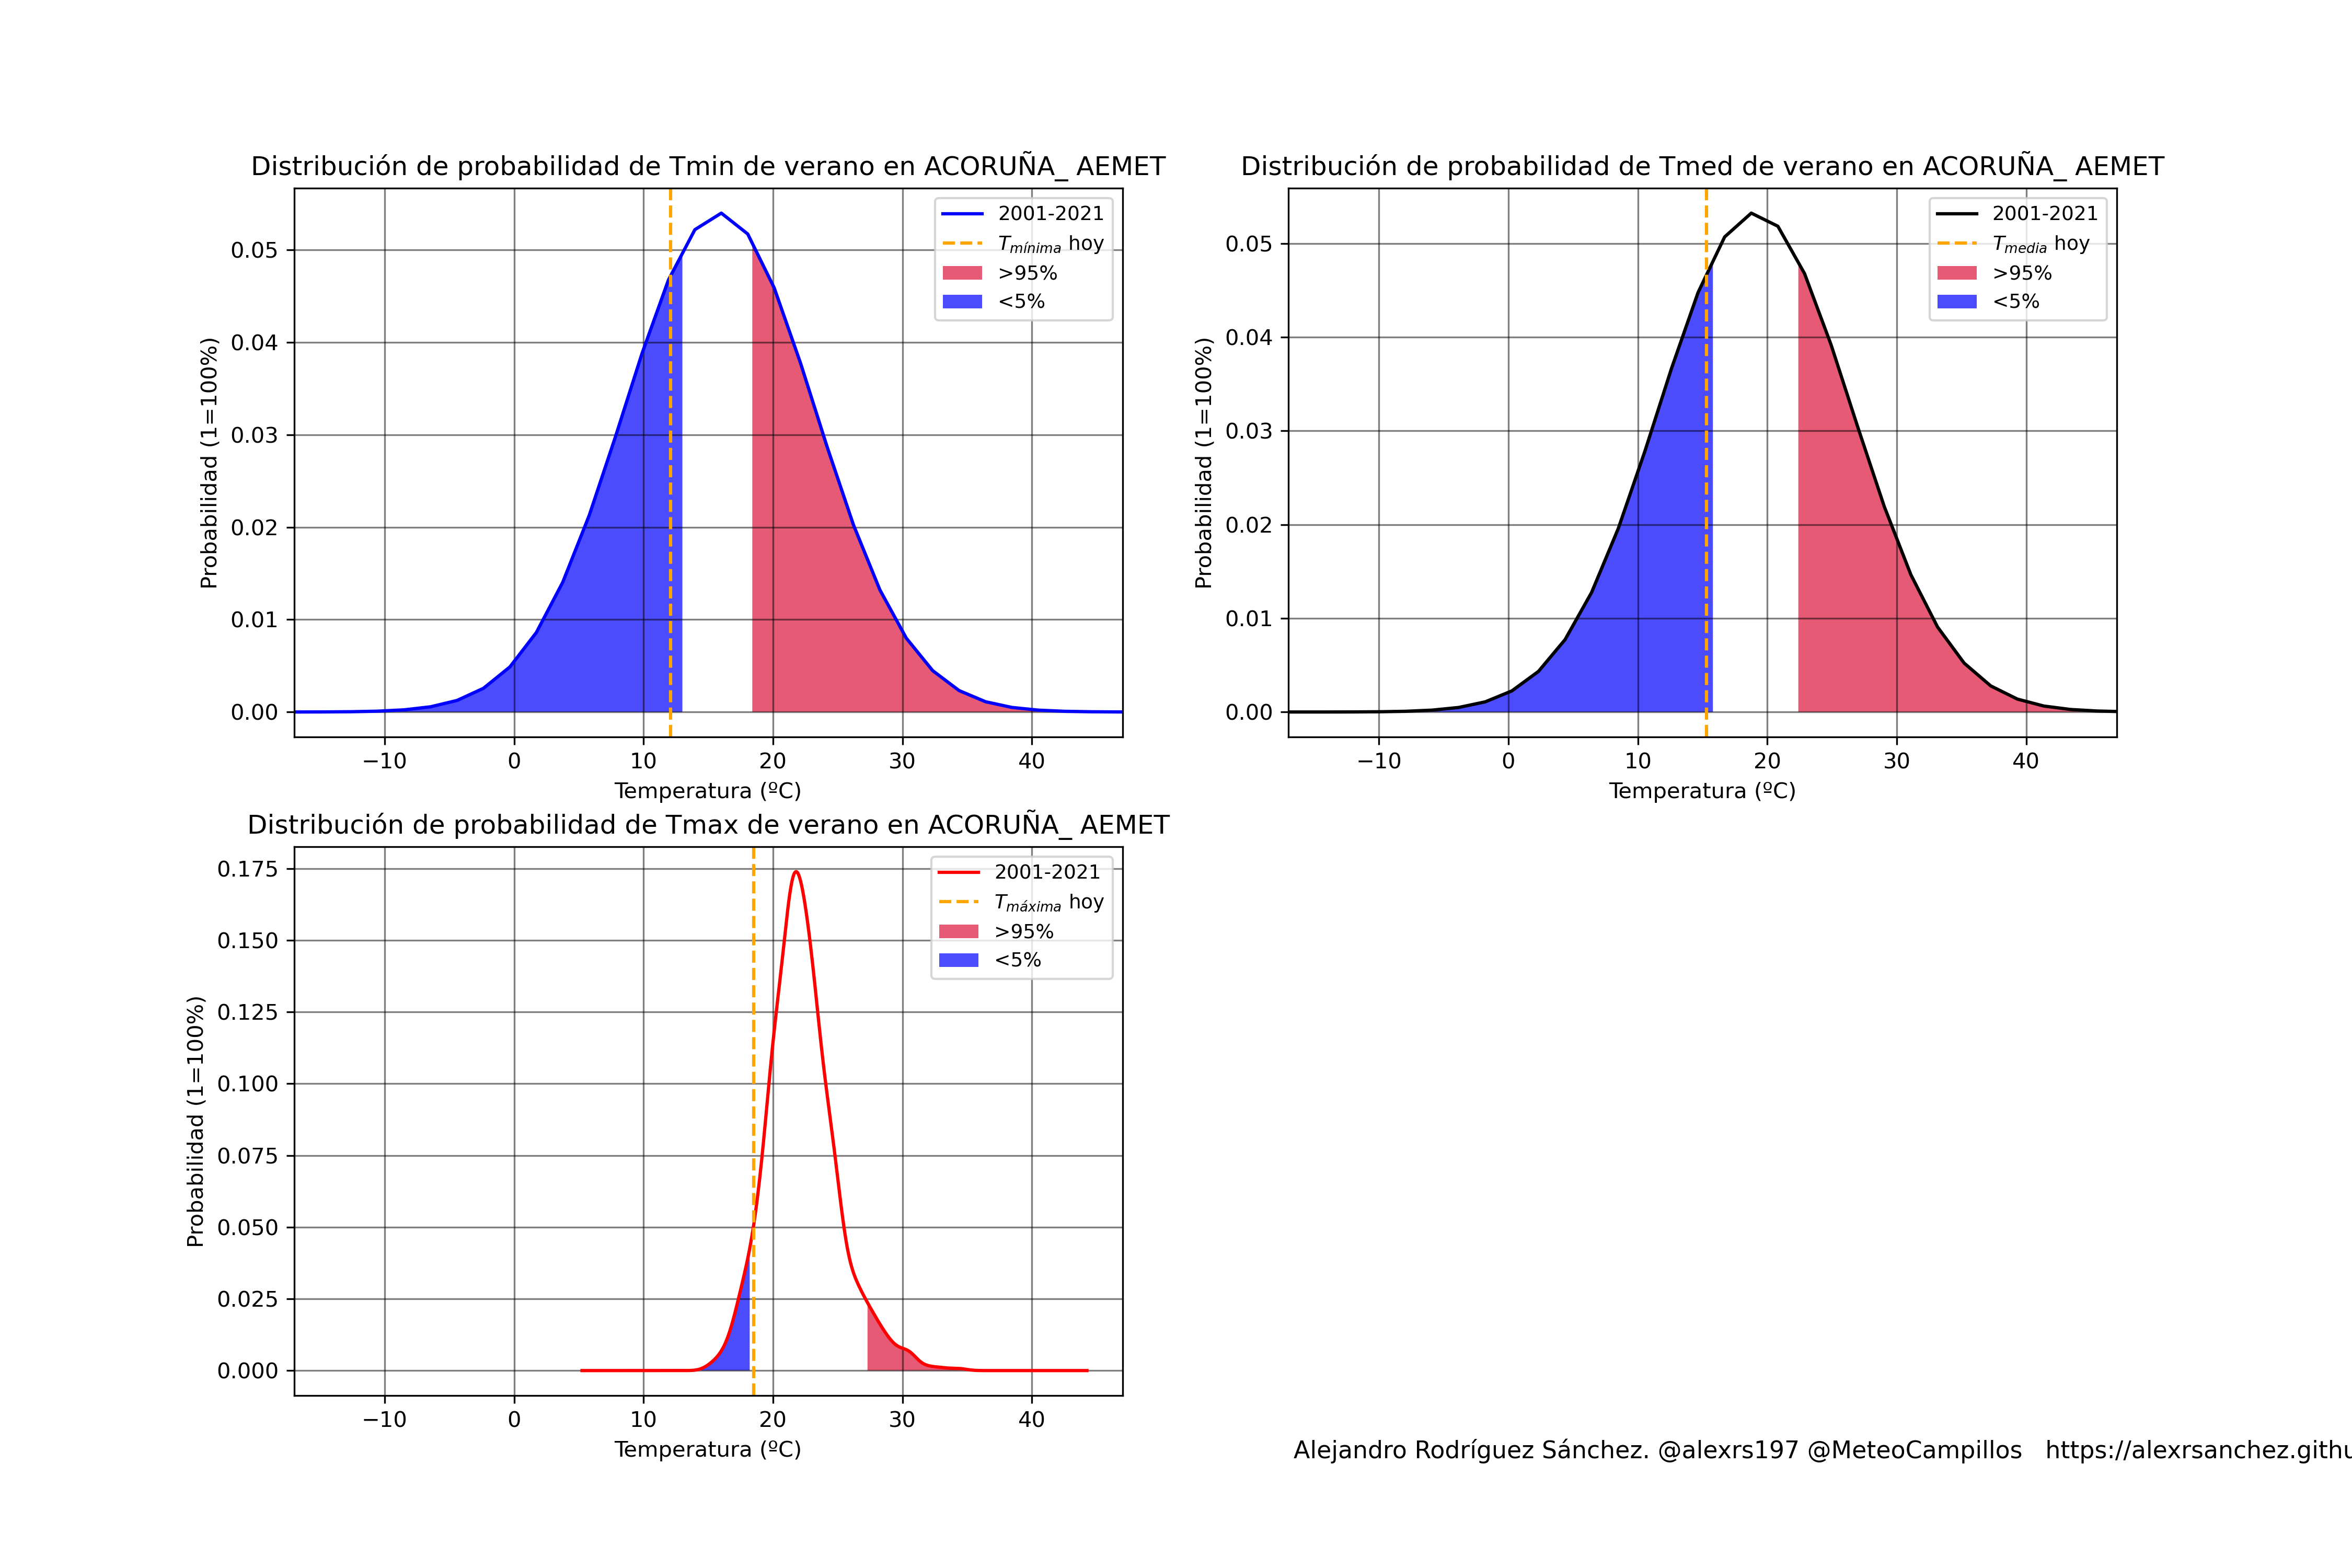 Distribución de probabilidad de Tmin de verano en ACORUÑA_ AEMET
Probabilidad (1=100%)
0.05
0.04
0.03
0.02
0.01
0.00
2001-2021
Tmínima hoy
>95%
<5%
−10 0 10 20 30 40
Temperatura (ºC)
Distribución de probabilidad de Tmed de verano en ACORUÑA_ AEMET
Probabilidad (1=100%)
0.05
0.04
0.03
0.02
0.01
0.00
2001-2021
Tmedia hoy
>95%
<5%
−10 0 10 20 30 40
Temperatura (ºC)
Distribución de probabilidad de Tmax de verano en ACORUÑA_ AEMET
Probabilidad (1=100%)
0.175
0.150
0.125
0.100
0.075
0.050
0.025
0.000
2001-2021
Tmáxima hoy
>95%
<5%
−10 0 10 20 30 40
Temperatura (ºC)
Alejandro Rodríguez Sánchez. @alexrs197 @MeteoCampillos https://alexrsanchez.githu